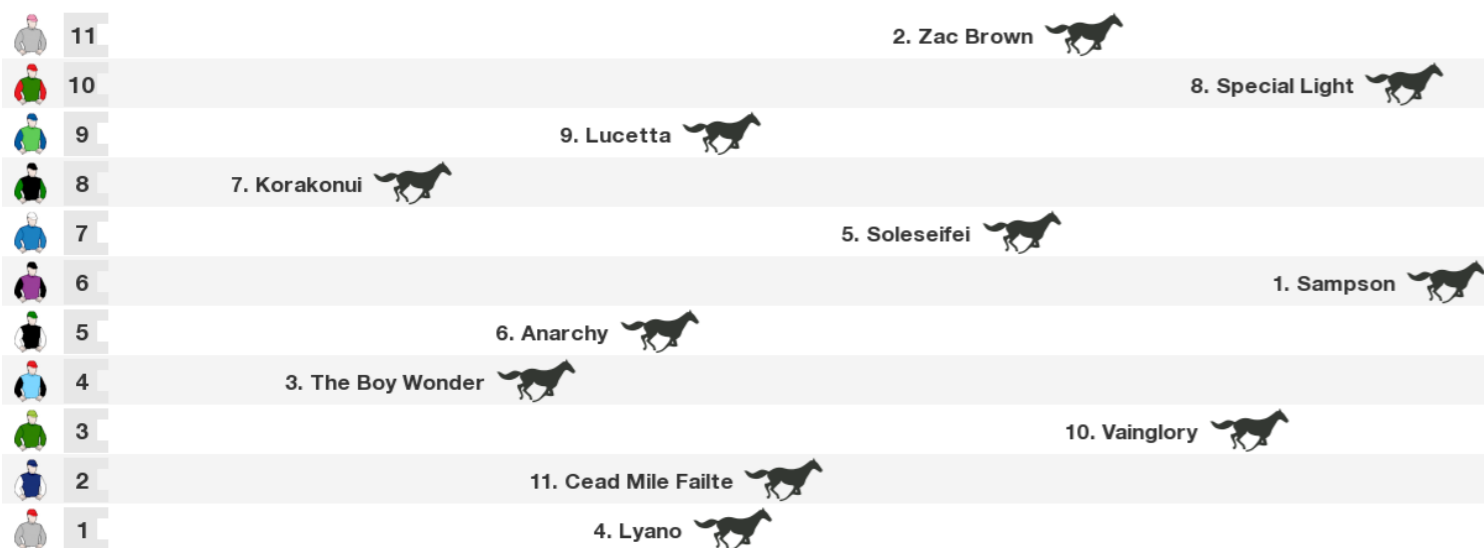 11 2. Zac Brown
10 8. Special Light
9 9. Lucetta
8 7. Korakonui
7 5. Soleseifei
6 1. Sampson
5 6. Anarchy
4 3. The Boy Wonder
3 10. Vainglory
2 11. Cead Mile Failte
1 4. Lyano